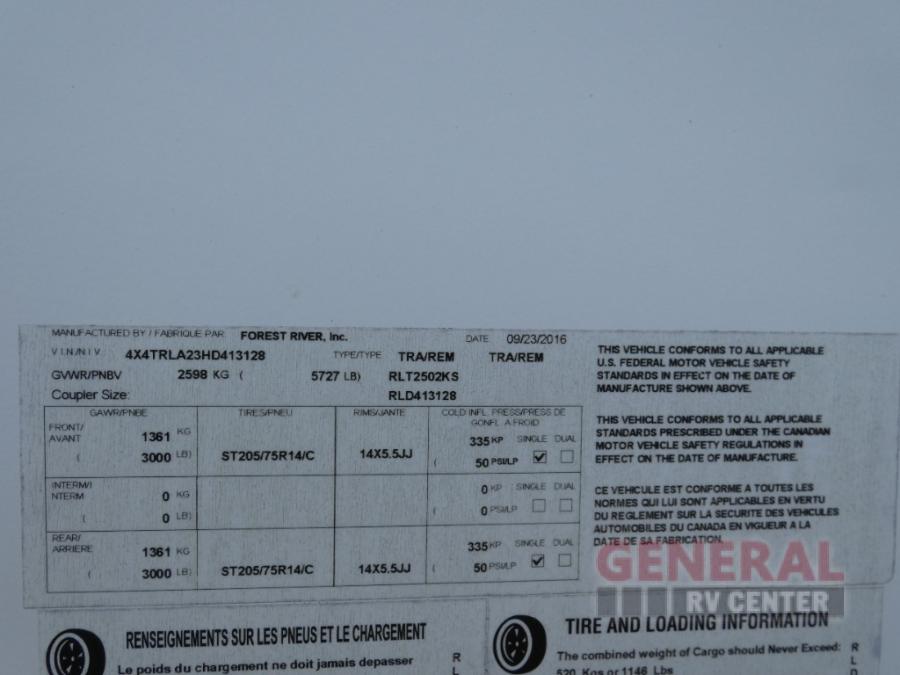 MANUFACTURED BY / FABRIQUE PAR FOREST RIVER, Inc. DATE 09/23/2016
V I N / N I V 4X4TRLA23HD413128 TYPE/TYPE TRA/REM TRA/REM
GVWR/PNBV 2598 KG ( 5727 LB) RLT2502KS
Coupler Size: RLD413128
GAWR/PNBE TIRES/PNEU RIMS/JANTE COLD INFL. PRESS/PRESS DE
GONFL. A FROID
FRONT/
AVANT 1361 KG 335 KP SINGLE DUAL
( 3000 LB) ST205/75R14/C 14X5.5JJ ( 50 PSI/LP
INTERM/I
NTERM 0 KG 0 KP SINGLE DUAL
( 0 LB) ( 0 PSI/LP
REAR/
ARRIERE 1361 KG 335 KP SINGLE DUAL
( 3000 LB) ST205/75R14/C 14X5.5JJ ( 50 PSI/LP
THIS VEHICLE CONFORMS TO ALL APPLICABLE
U.S. FEDERAL MOTOR VEHICLE SAFETY
STANDARDS IN EFFECT ON THE DATE OF
MANUFACTURE SHOWN ABOVE.
THIS VEHICLE CONFORMS TO ALL APPLICABLE
STANDARDS PRESCRIBED UNDER THE CANADIAN
MOTOR VEHICLE SAFETY REGULATIONS IN
EFFECT ON THE DATE OF MANUFACTURE.
CE VEHICULE EST CONFORME A TOUTES LES
NORMES QUI LUI SONT APPLICABLES EN VERTU
DU REGLEMENT SUR LA SECURITE DES VEHICULES
AUTOMOBILES DU CANADA EN VIGUEUR A LA
DATE DE SA FABRICATION.
GENERAL
RV CENTER
RENSEIGNEMENTS SUR LES PNEUS ET LE CHARGEMENT
Le poids du chargement ne doit jamais depasser
R
L
TIRE AND LOADING INFORMATION
The combined weight of Cargo should Never Exceed:
520 Kgs or 1146 Lbs
R
L
D